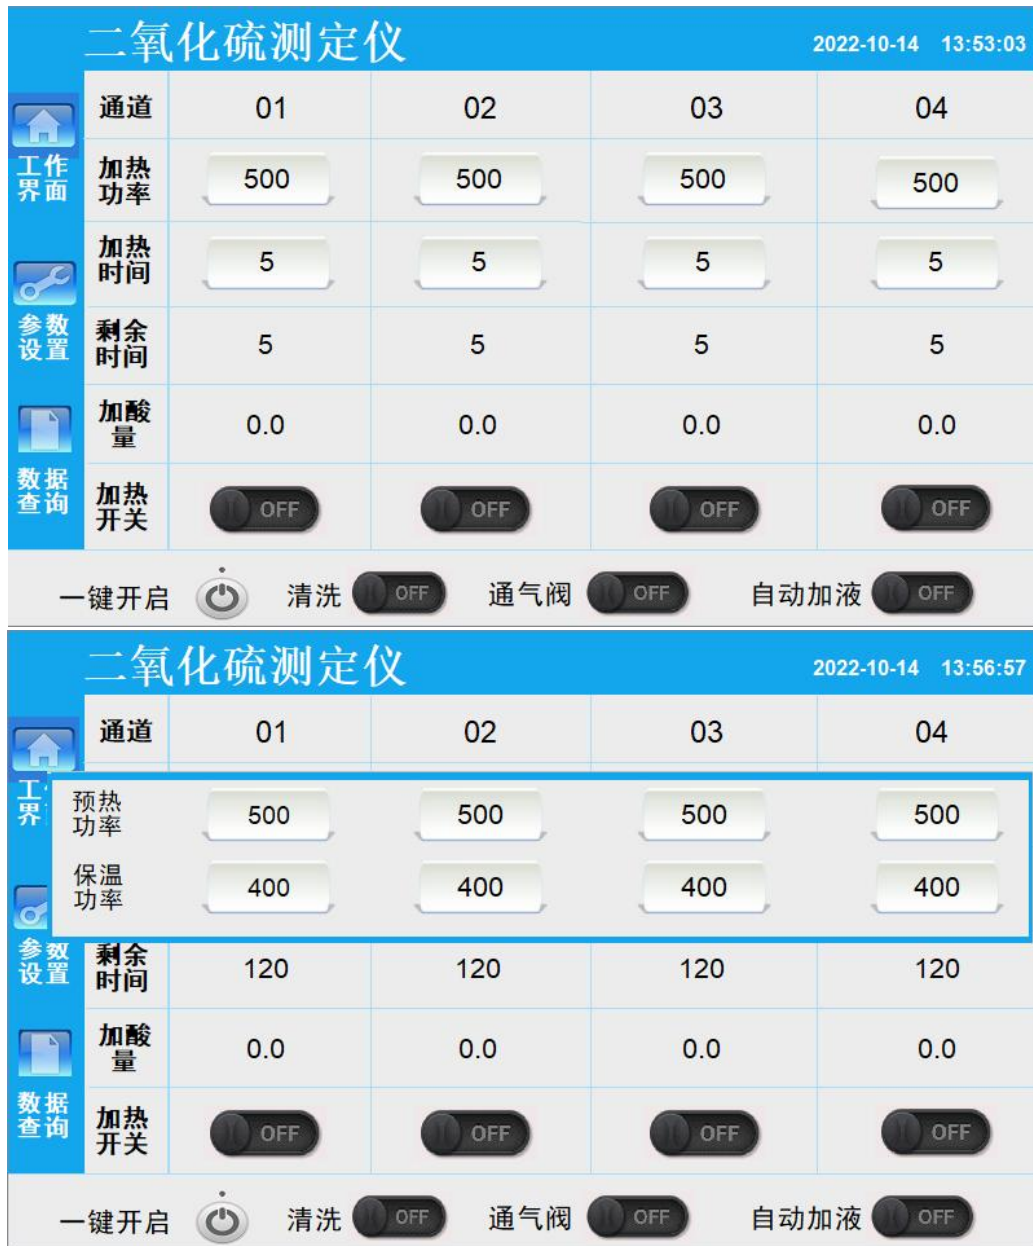 二氧化硫测定仪 2022-10-14 13:53:03
通道 01 02 03 04
工作
界面
加热
功率
500 500 500 500
加热
时间
5 5 5 5
参数
设置
剩余
时间
5 5 5 5
加酸
量
0.0 0.0 0.0 0.0
数据
查询
加热
开关
OFF OFF OFF OFF
一键开启 清洗 OFF 通气阀 OFF 自动加液 OFF
二氧化硫测定仪 2022-10-14 13:56:57
通道 01 02 03 04
工
界
预热
功率
500 500 500 500
保温
功率
400 400 400 400
参数
设置
剩余
时间
120 120 120 120
加酸
量
0.0 0.0 0.0 0.0
数据
查询
加热
开关
OFF OFF OFF OFF
一键开启 清洗 OFF 通气阀 OFF 自动加液 OFF